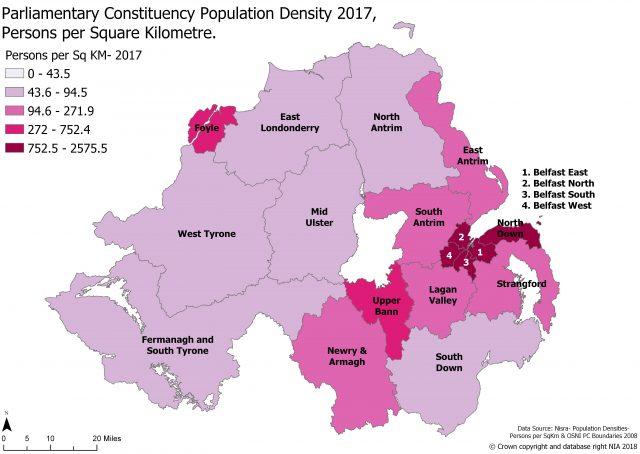 Parliamentary Constituency Population Density 2017,
Persons per Square Kilometre.
Persons per Sq KM- 2017
0 - 43.5
43.6 - 94.5
94.6 - 271.9
272 - 752.4
752.5 - 2575.5
Foyle
East
Londonderry
North
Antrim
East
Antrim
1. Belfast East
2. Belfast North
3. Belfast South
4. Belfast West
West Tyrone
Mid
Ulster
South
Antrim
North
Down
2
4
3
1
Strangford
Lagan
Valley
Upper
Bann
Fermanagh and
South Tyrone
Newry &
Armagh
South
Down
N
0 5 10 20 Miles
Data Source: Nisra- Population Densities-
Persons per SqKm & OSNI PC Boundaries 2008
© Crown copyright and database right NIA 2018